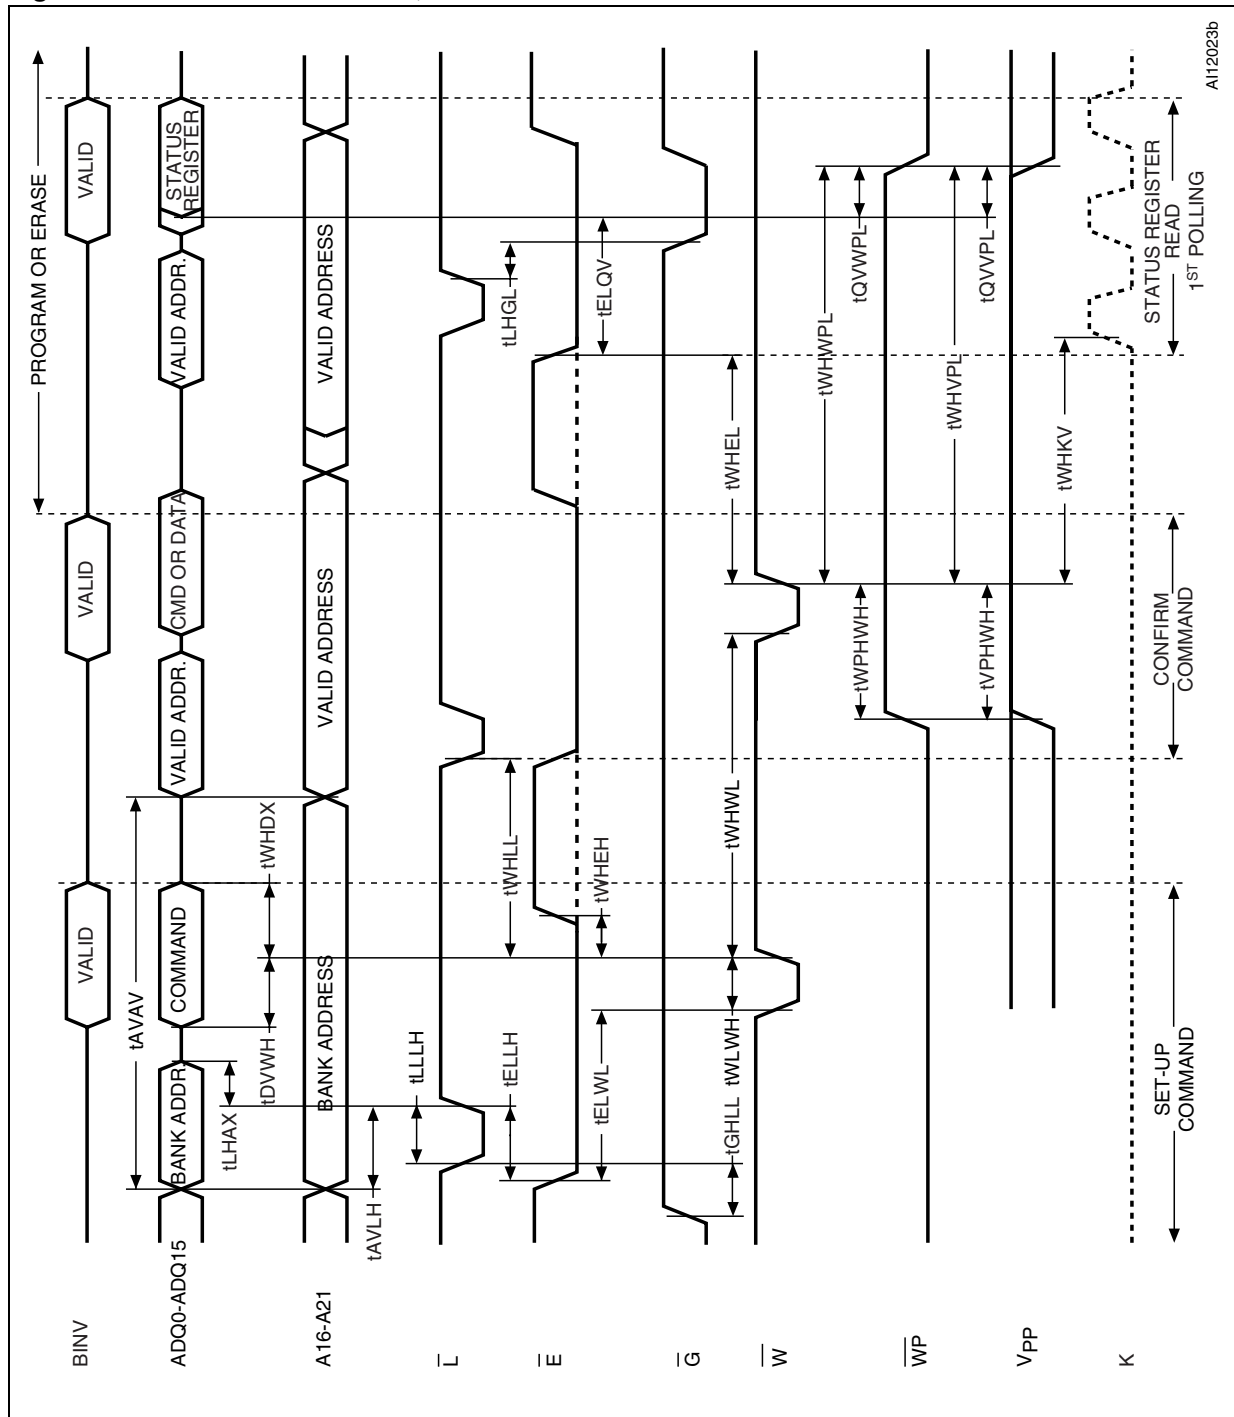 AI12023b
PROGRAM OR ERASE
BINV
VALID
VALID
VALID
tAVAV
ADQ0-ADQ15
BANK ADDR.
COMMAND
VALID ADDR.
CMD OR DATA
VALID ADDR.
STATUS
REGISTER
tLHAX
tDVWH
tWHDX
A16-A21
BANK ADDRESS
VALID ADDRESS
VALID ADDRESS
tAVLH
tLLLH
L
tELLH
tWHLL
tLHGL
E
tELWL
tWHEH
tELQV
G
tGHLL
tWLWH
tWHWL
tWHEL
W
tWHWPL
tWPHWH
tQVWPL
WP
tWHVPL
tVPHWH
tQVVPL
VPP
tWHKV
K
SET-UP
COMMAND
CONFIRM
COMMAND
STATUS REGISTER
READ
1ST POLLING